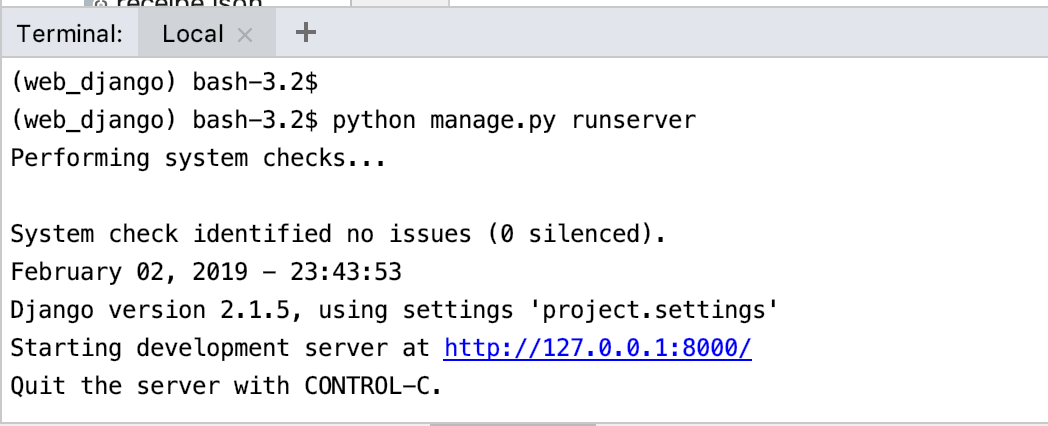 receipe.json
Terminal: Local × +
(web_django) bash-3.2$
(web_django) bash-3.2$ python manage.py runserver
Performing system checks...
System check identified no issues (0 silenced).
February 02, 2019 - 23:43:53
Django version 2.1.5, using settings 'project.settings'
Starting development server at http://127.0.0.1:8000/
Quit the server with CONTROL-C.